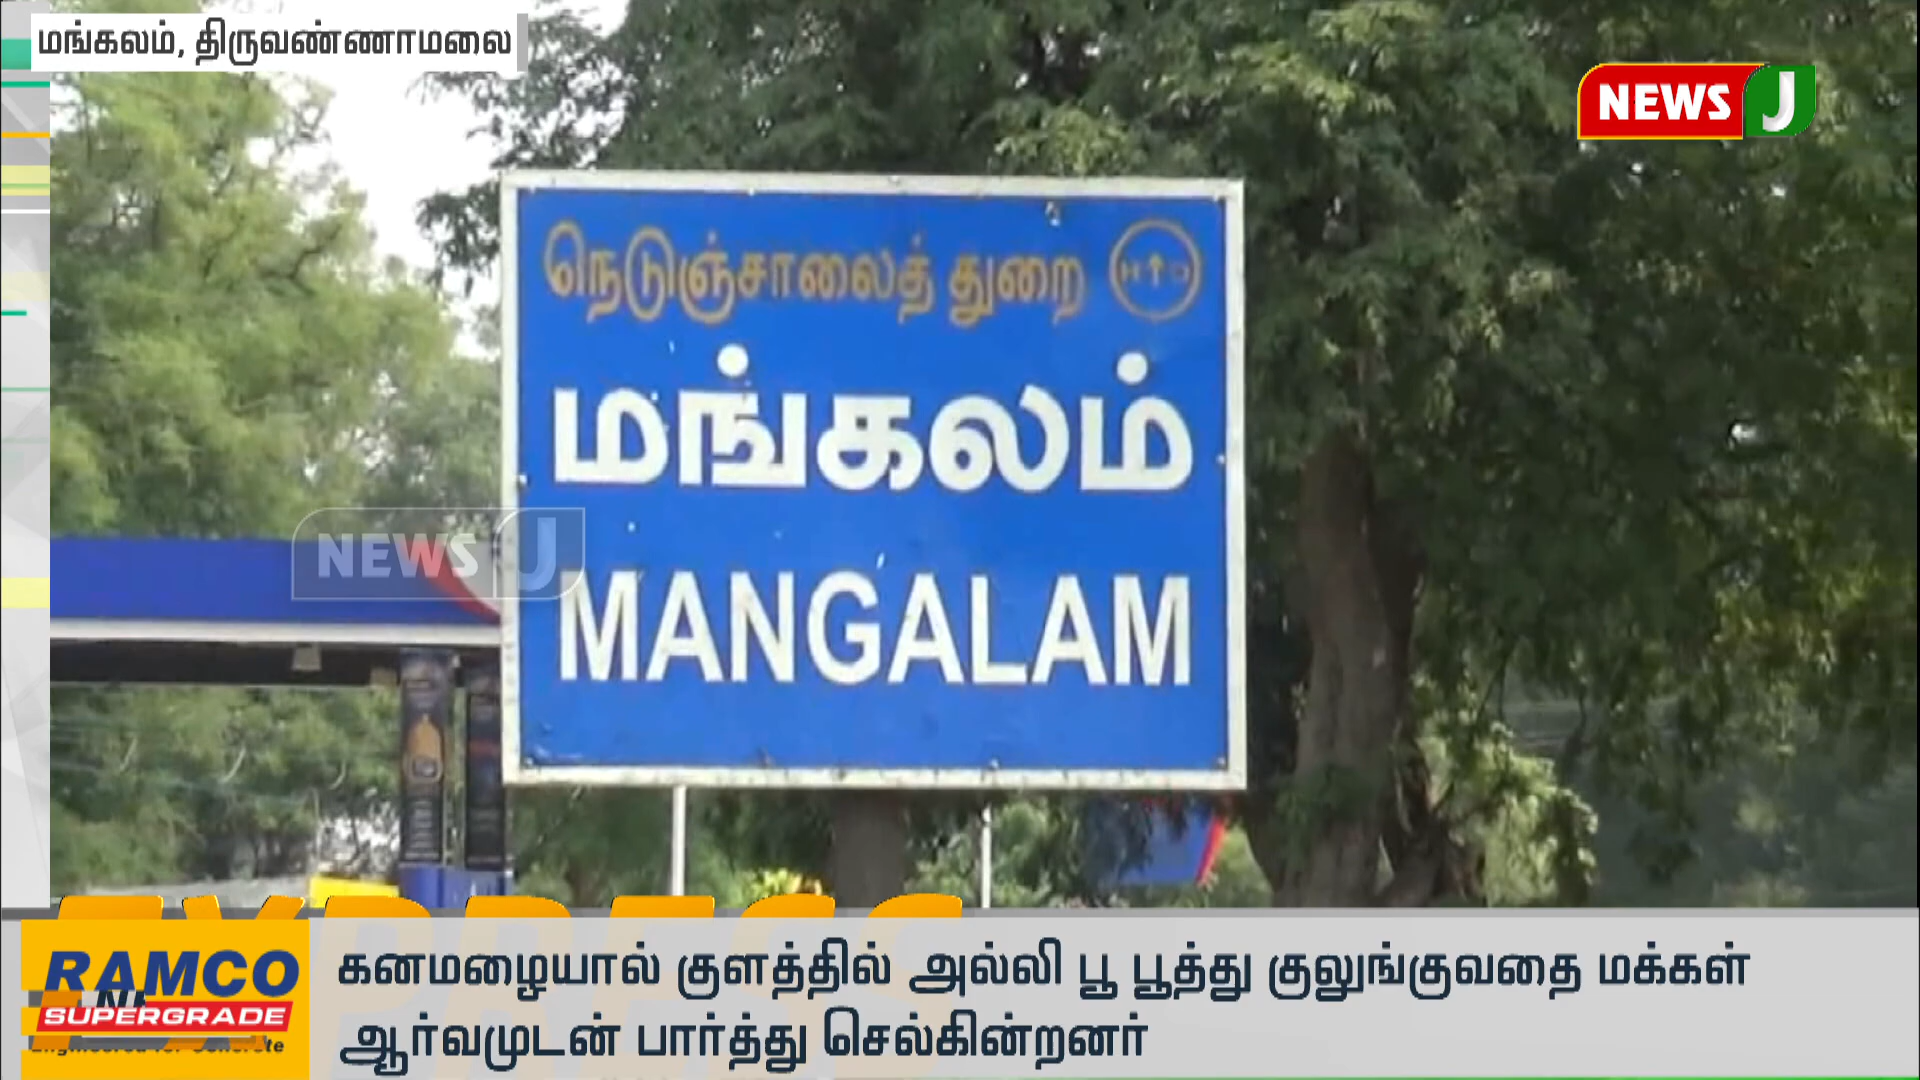 மங்கலம், திருவண்ணாமலை
NEWS J
நெடுஞ்சாலைத் துறை
மங்கலம்
NEWS J
MANGALAM
EXPRESS
RAMCO
SUPERGRADE
கனமழையால் குளத்தில் அல்லி பூ பூத்து குலுங்குவதை மக்கள்
ஆர்வமுடன் பார்த்து செல்கின்றனர்